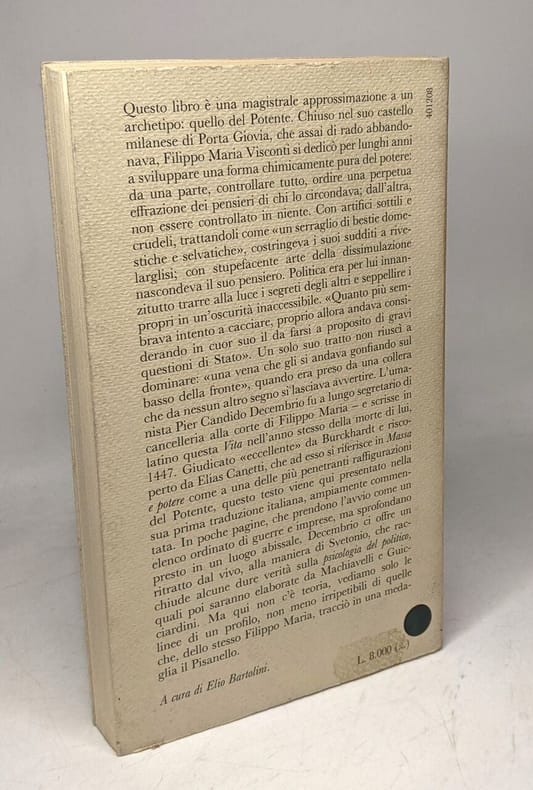 Questo libro è una magistrale approssimazione a un
archetipo: quello del Potente. Chiuso nel suo castello
milanese di Porta Giovia, che assai di rado abbando-
nava, Filippo Maria Visconti si dedicò per lunghi anni
a sviluppare una forma chimicamente pura del potere:
da una parte, controllare tutto, ordire una perpetua
effrazione dei pensieri di chi lo circondava; dall'altra,
non essere controllato in niente. Con artifici sottili e
crudeli, trattandoli come «un serraglio di bestie dome-
stiche e selvatiche», costringeva i suoi sudditi a rive-
larglisi; con stupefacente arte della dissimulazione
nascondeva il suo pensiero. Politica era per lui innan-
zitutto trarre alla luce i segreti degli altri e seppellire i
propri in un'oscurità inaccessibile. «Quanto più sem-
brava intento a cacciare, proprio allora andava consi-
derando in cuor suo il da farsi a proposito di gravi
questioni di Stato». Un solo suo tratto non riuscì a
dominare: «una vena che gli si andava gonfiando sul
basso della fronte», quando era preso da una collera
che da nessun altro segno si lasciava avvertire. L'uma-
nista Pier Candido Decembrio fu a lungo segretario di
cancelleria alla corte di Filippo Maria – e scrisse in
latino questa Vita nell'anno stesso della morte di lui,
1447. Giudicato «eccellente» da Burckhardt e risco-
perto da Elias Canetti, che ad esso si riferisce in Massa
e potere come a una delle più penetranti raffigurazioni
del Potente, questo testo viene qui presentato nella
sua prima traduzione italiana, ampiamente commen-
tata. In poche pagine, che prendono l'avvio come un
elenco ordinato di guerre e imprese, ma sprofondano
presto in un luogo abissale, Decembrio ci offre un
ritratto dal vivo, alla maniera di Svetonio, che rac-
chiude alcune dure verità sulla psicologia del politico,
quali poi saranno elaborate da Machiavelli e Guic-
ciardini. Ma qui non c'è teoria, vediamo solo le
linee di un profilo, non meno irripetibili di quelle
che, dello stesso Filippo Maria, tracciò in una meda-
glia il Pisanello.
A cura di Elio Bartolini.
L. 8.000
401208